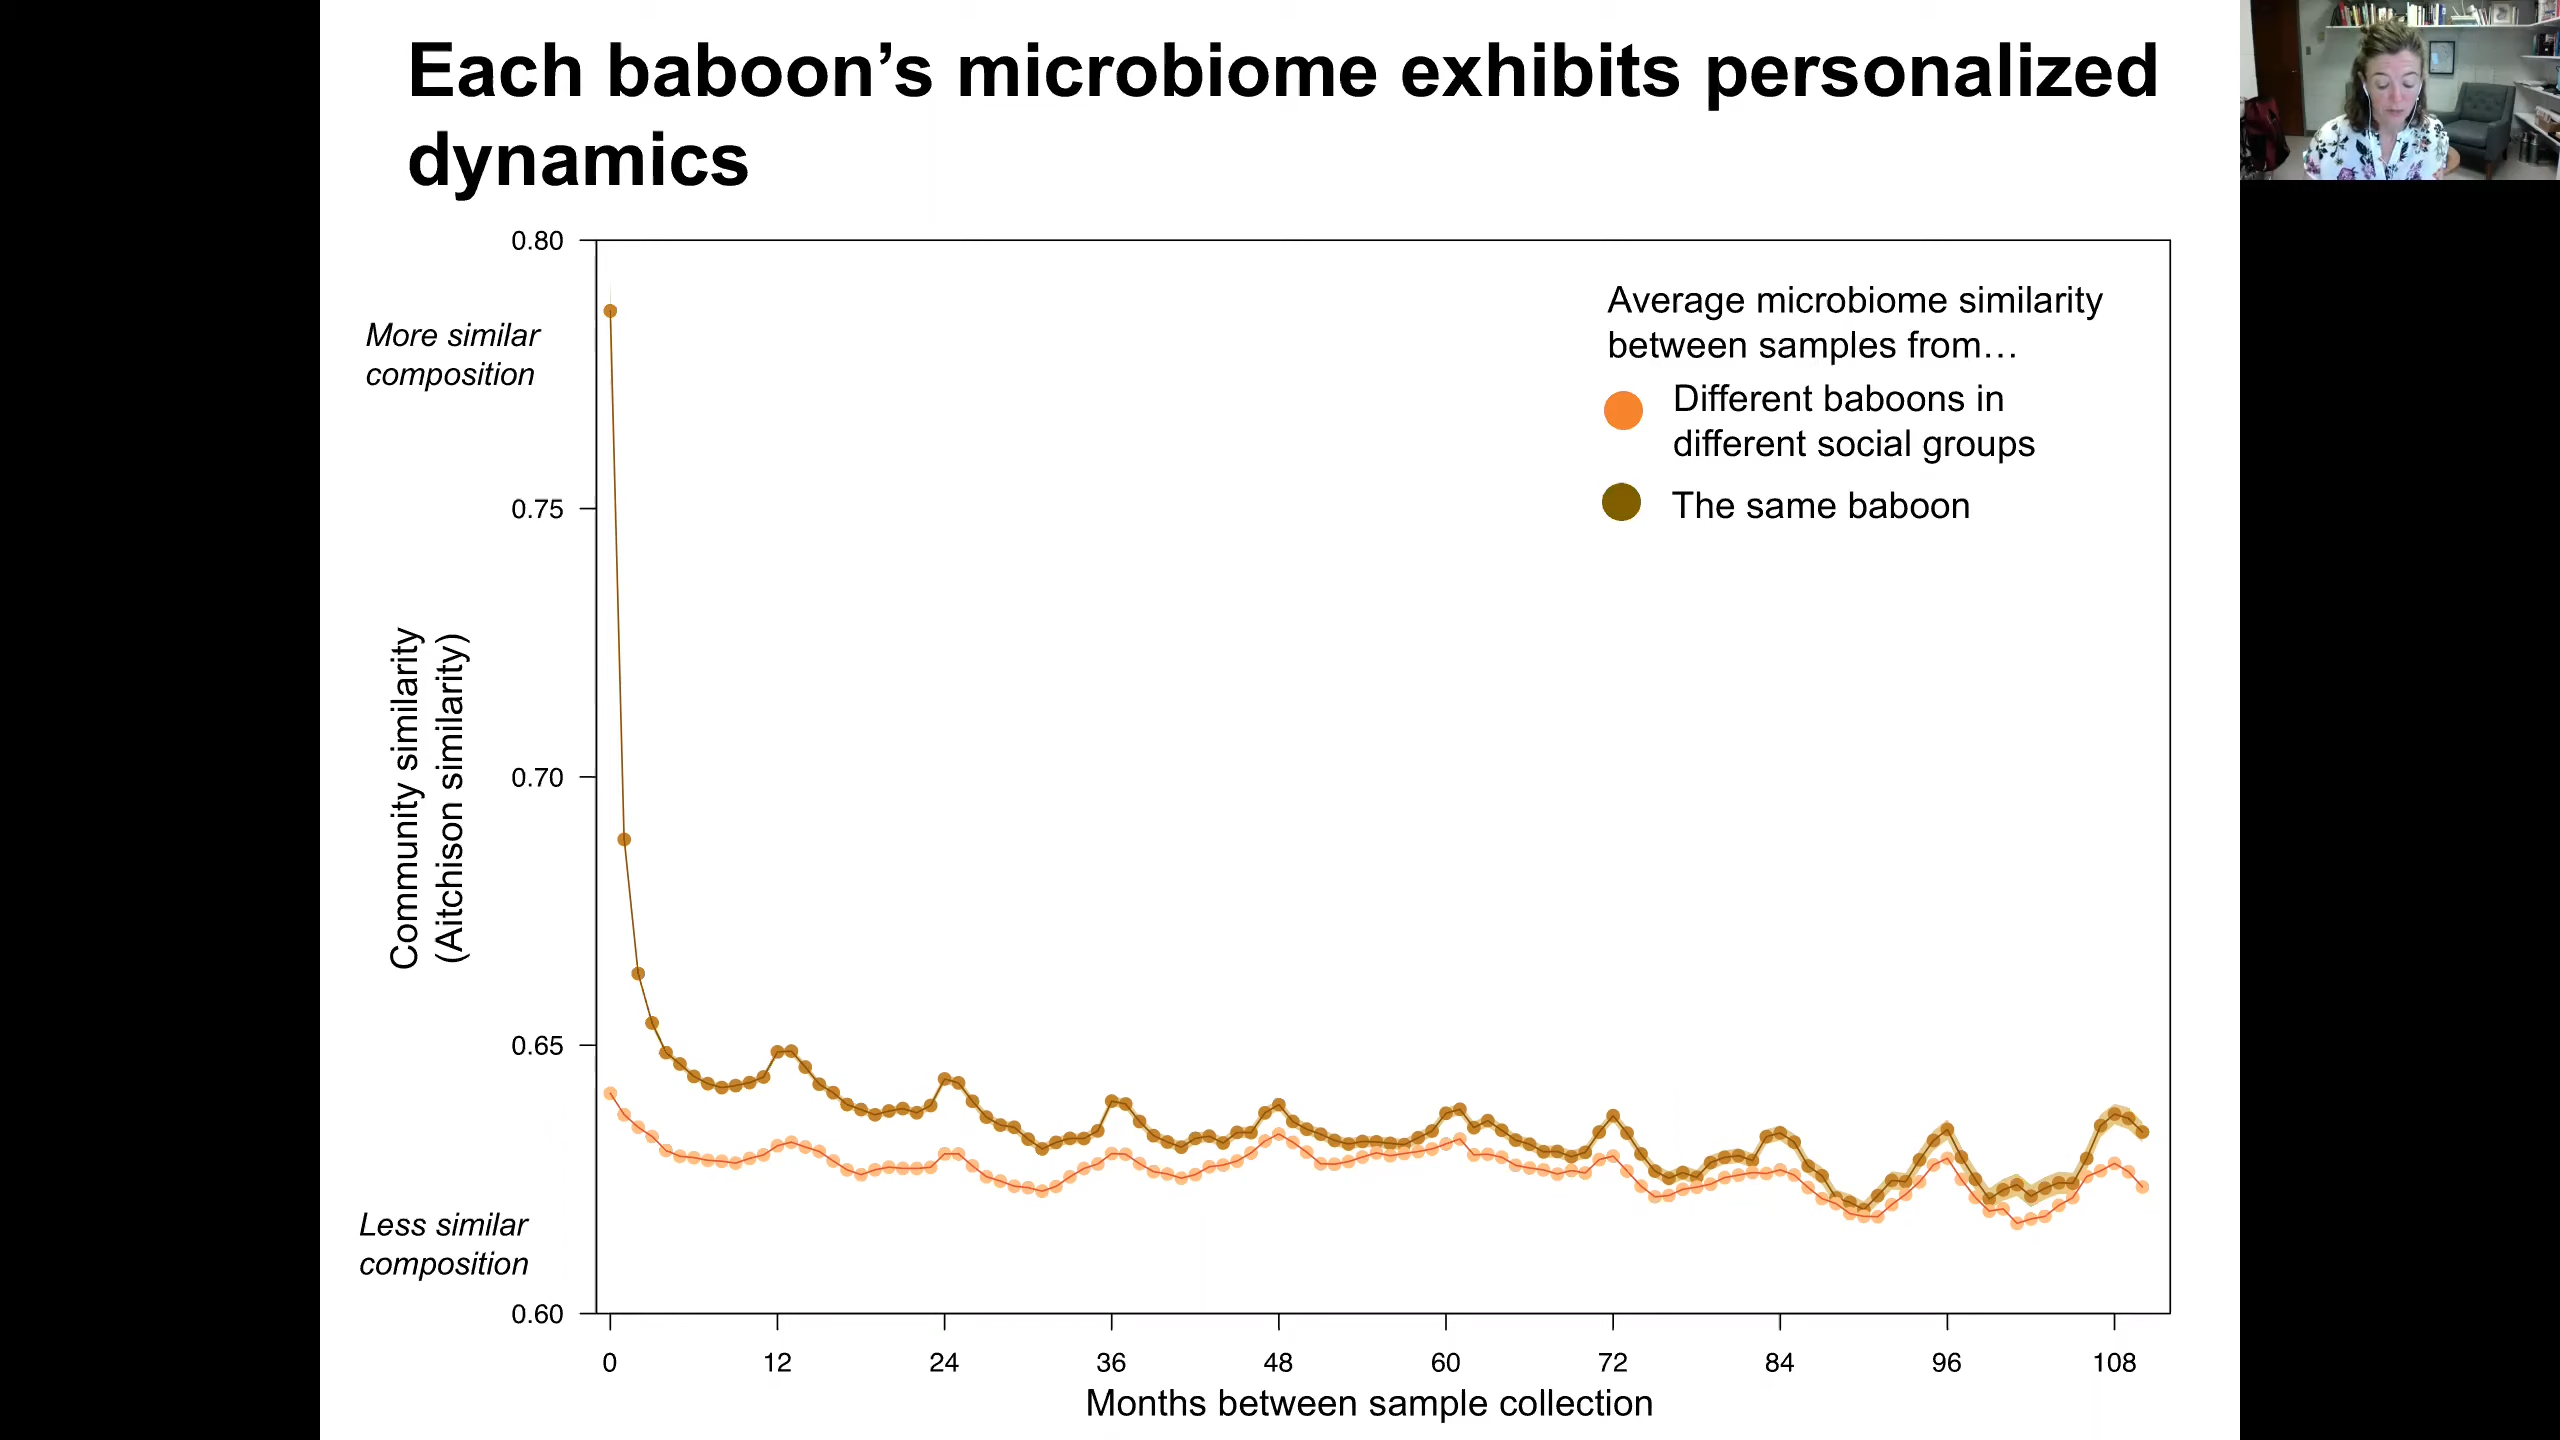 Each baboon’s microbiome exhibits personalized
dynamics
0.80
More similar
composition
0.75
0.70
0.65
Less similar
composition
0.60
Community similarity
(Aitchison similarity)
Average microbiome similarity
between samples from…
Different baboons in
different social groups
The same baboon
0 12 24 36 48 60 72 84 96 108
Months between sample collection